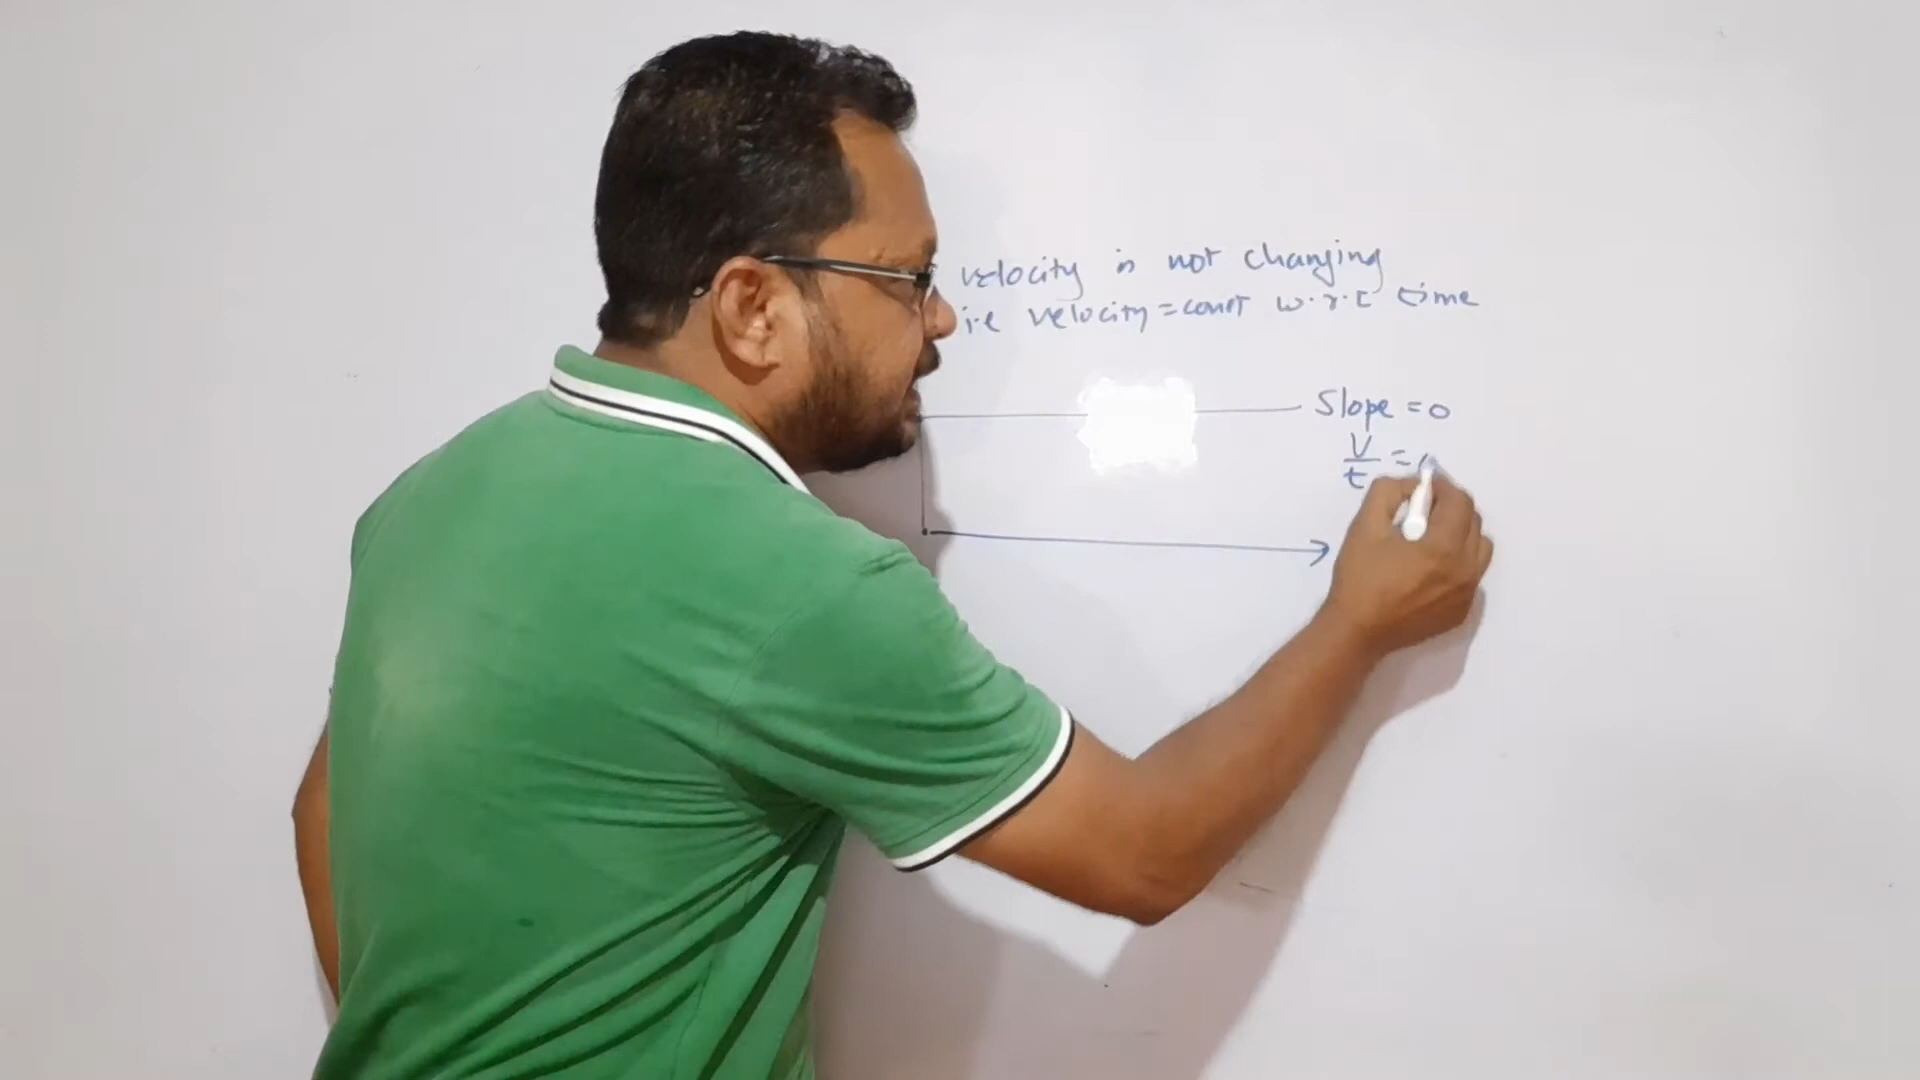 velocity is not changing
i.e velocity = const w.r.t time
Slope = 0
V
t =